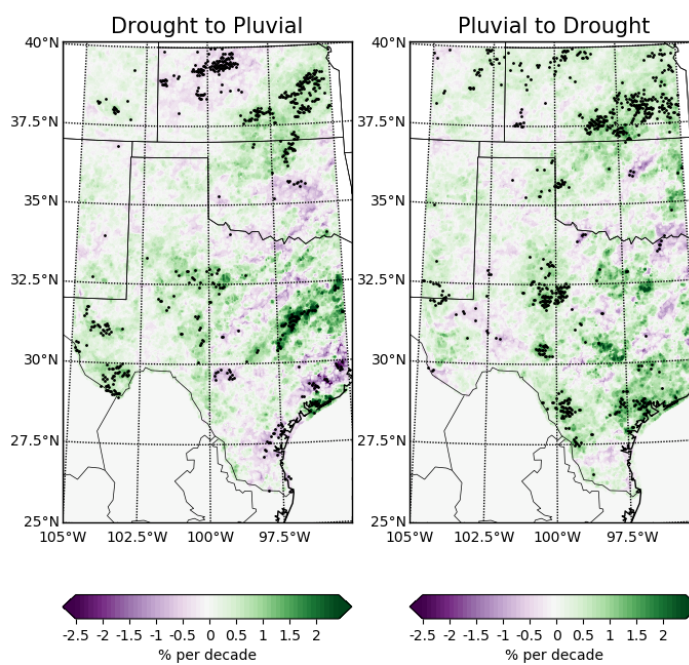 Drought to Pluvial
Pluvial to Drought
40°N
37.5°N
35°N
32.5°N
30°N
27.5°N
25°N
105°W 102.5°W 100°W 97.5°W
40°N
37.5°N
35°N
32.5°N
30°N
27.5°N
25°N
105°W 102.5°W 100°W 97.5°W
-2.5 -2 -1.5 -1 -0.5 0 0.5 1 1.5 2
% per decade
-2.5 -2 -1.5 -1 -0.5 0 0.5 1 1.5 2
% per decade